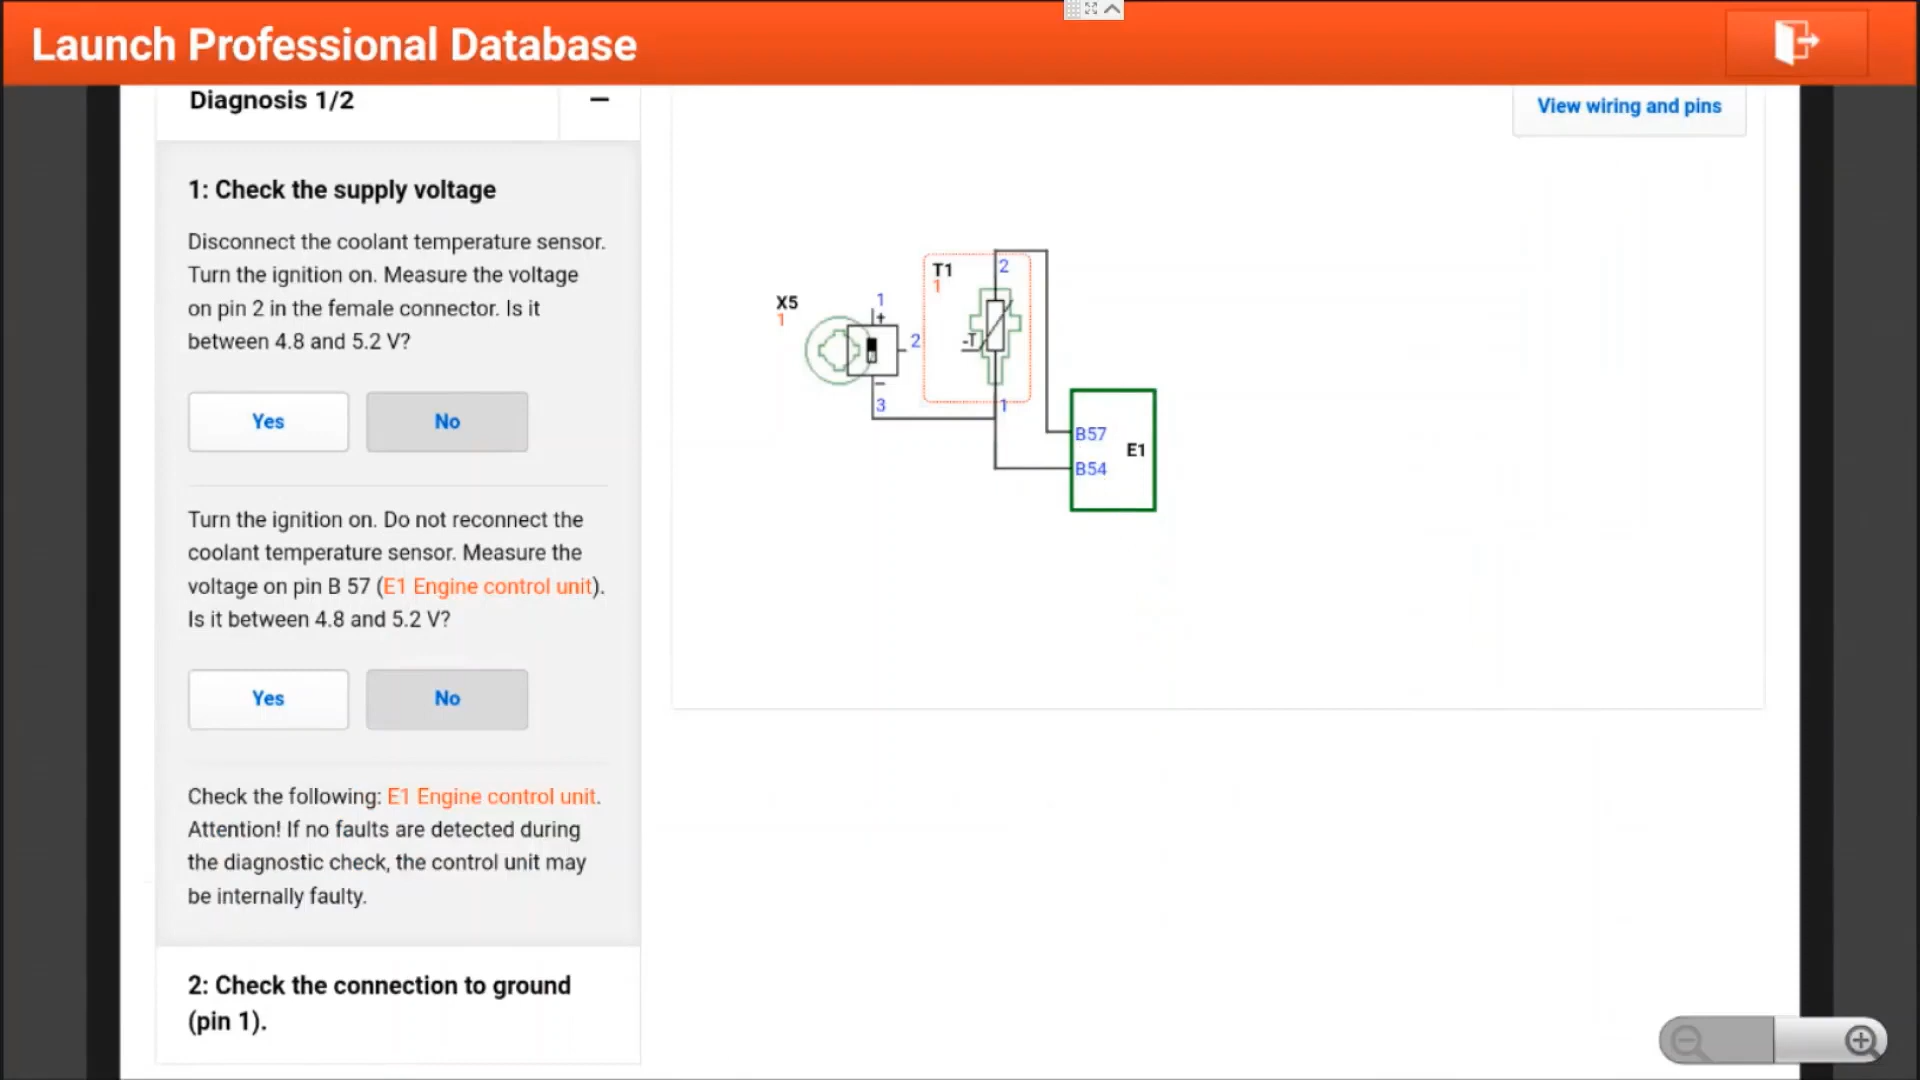 Launch Professional Database
Diagnosis 1/2
View wiring and pins
1: Check the supply voltage
Disconnect the coolant temperature sensor.
Turn the ignition on. Measure the voltage
on pin 2 in the female connector. Is it
between 4.8 and 5.2 V?
Yes
No
Turn the ignition on. Do not reconnect the
coolant temperature sensor. Measure the
voltage on pin B 57 (E1 Engine control unit).
Is it between 4.8 and 5.2 V?
Yes
No
Check the following: E1 Engine control unit.
Attention! If no faults are detected during
the diagnostic check, the control unit may
be internally faulty.
2: Check the connection to ground
(pin 1).
X5
1
1
+
2
−
3
T1
1
2
-T
1
B57
B54
E1